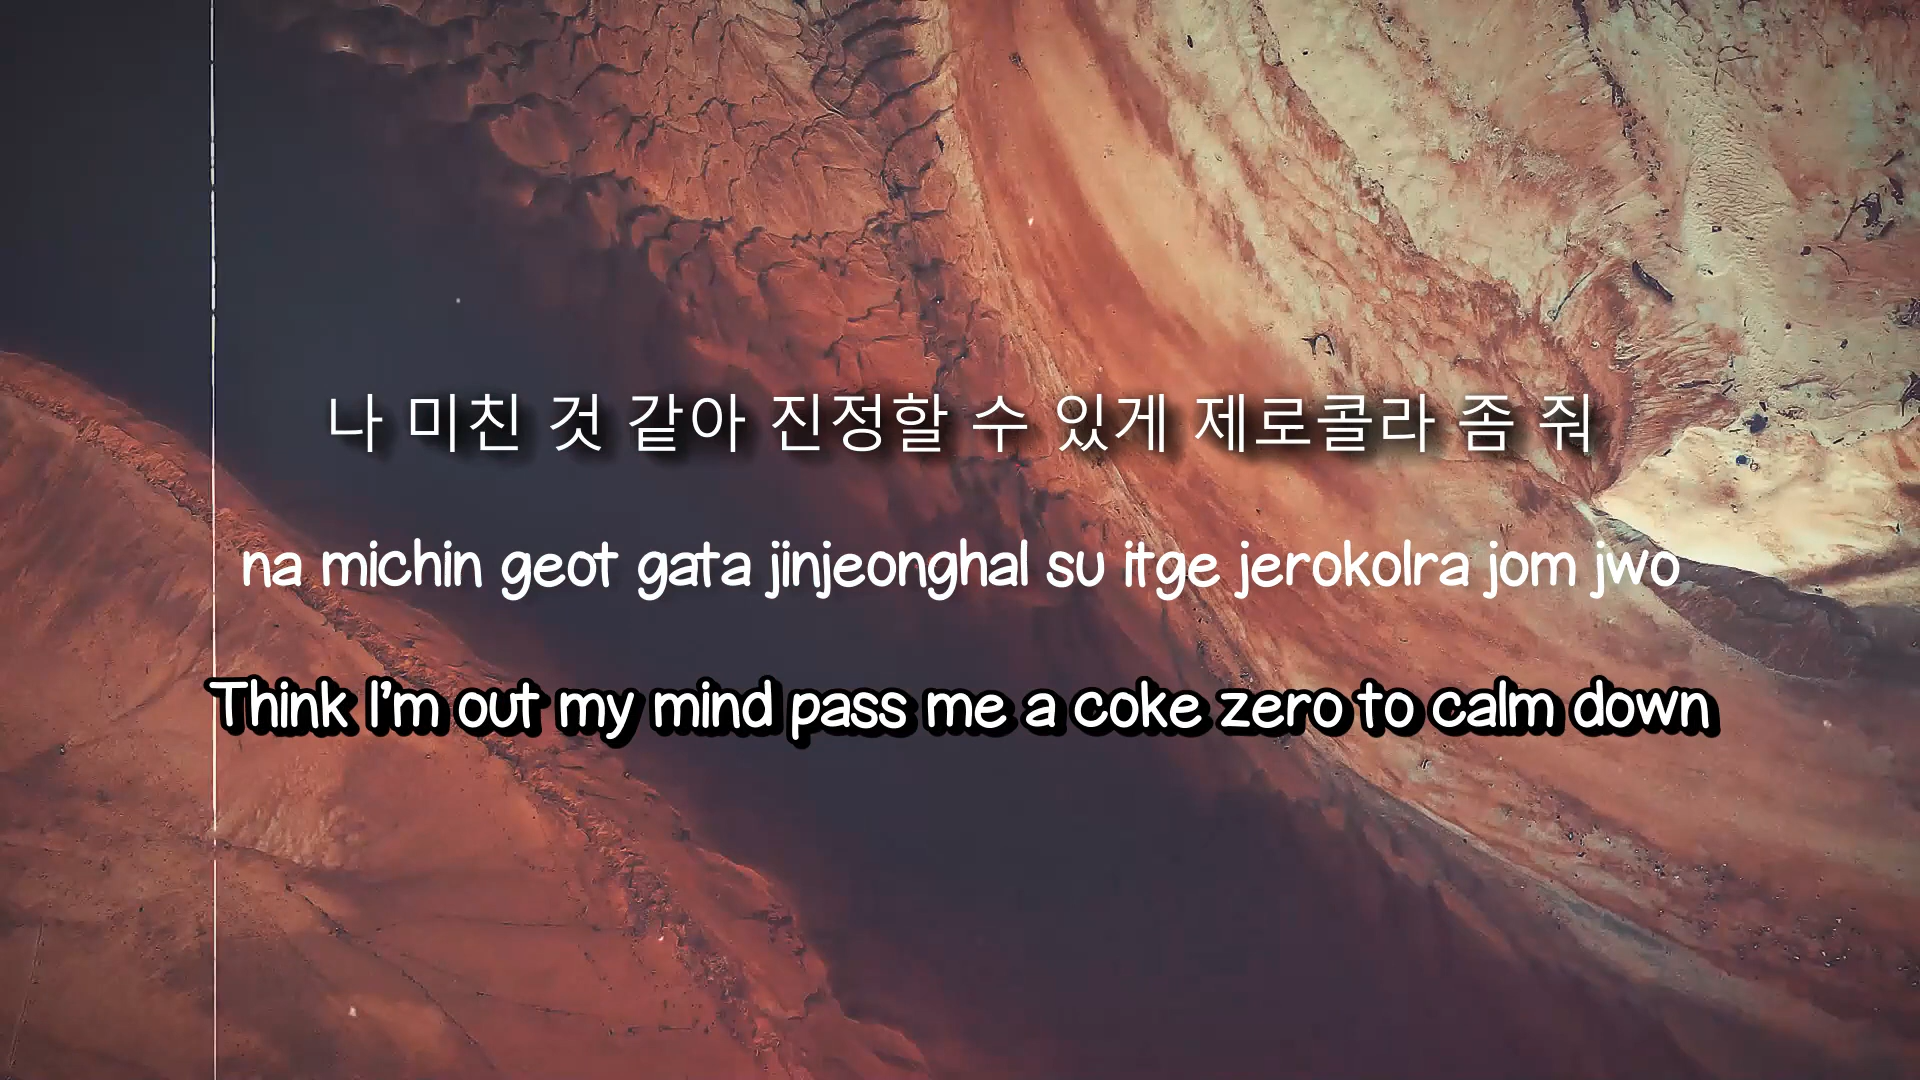 나 미친 것 같아 진정할 수 있게 제로콜라 좀 줘
na michin geot gata jinjeonghal su itge jerokolra jom jwo
Think I'm out my mind pass me a coke zero to calm down